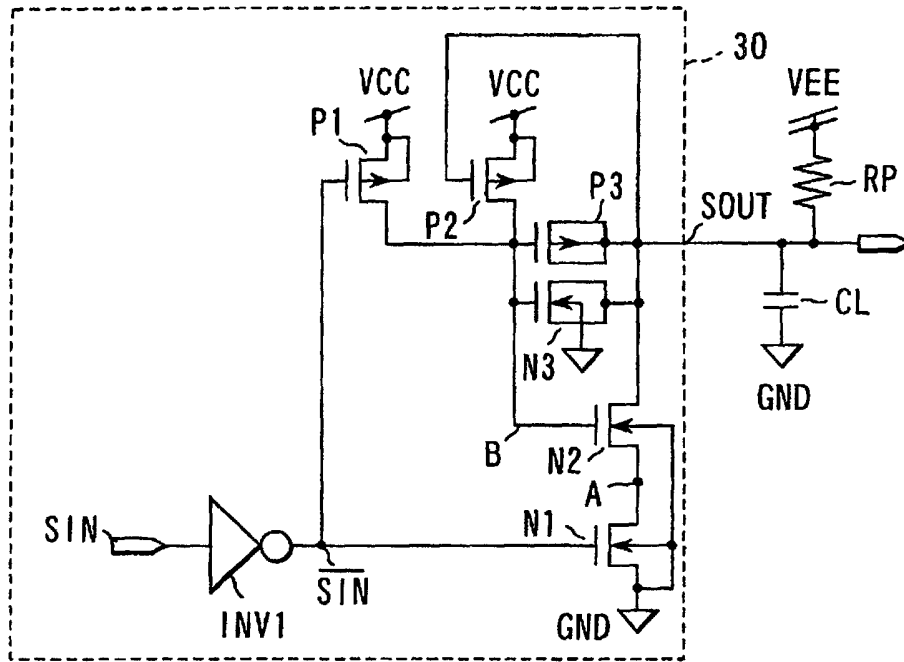 30
VCC
VCC
VEE
P1
P2
P3
RP
SOUT
N3
CL
GND
B
N2
A
SIN
N1
SIN
INV1
GND